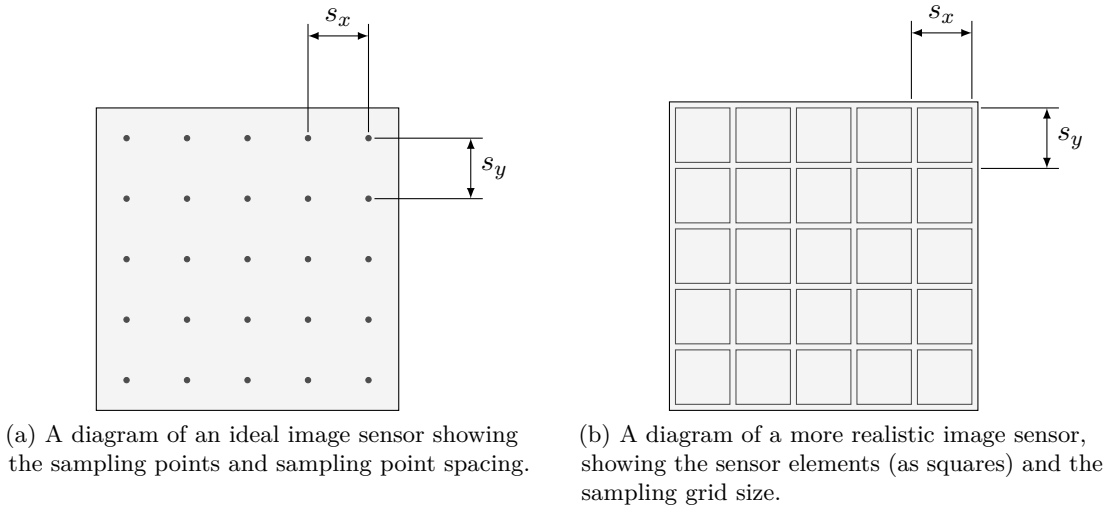 s_x
s_y
s_x
s_y
(a) A diagram of an ideal image sensor showing
the sampling points and sampling point spacing.
(b) A diagram of a more realistic image sensor,
showing the sensor elements (as squares) and the
sampling grid size.